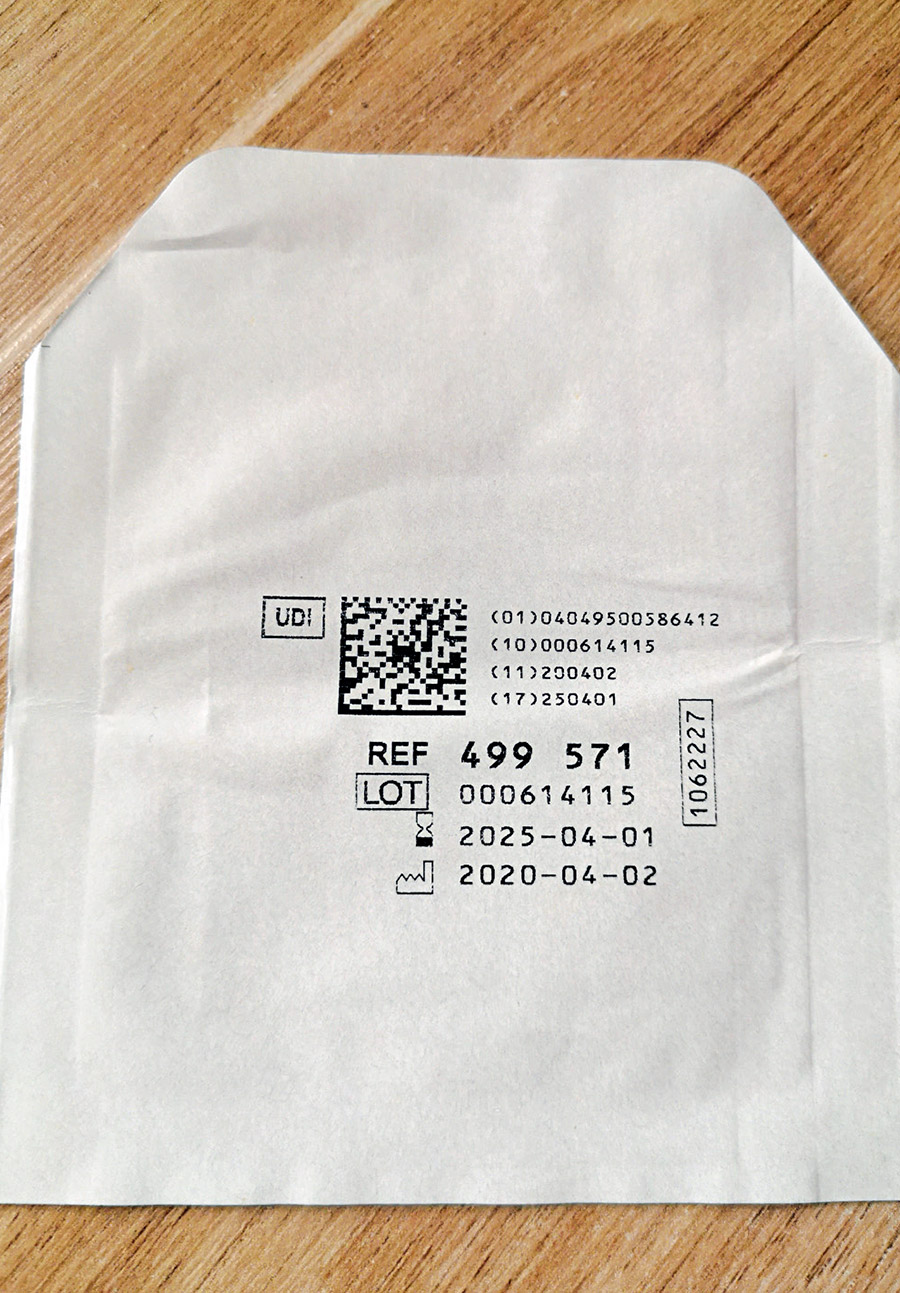 UDI
(01)04049500586412
(10)000614115
(11)200402
(17)250401
REF 499 571
LOT 000614115
2025-04-01
2020-04-02
1062227